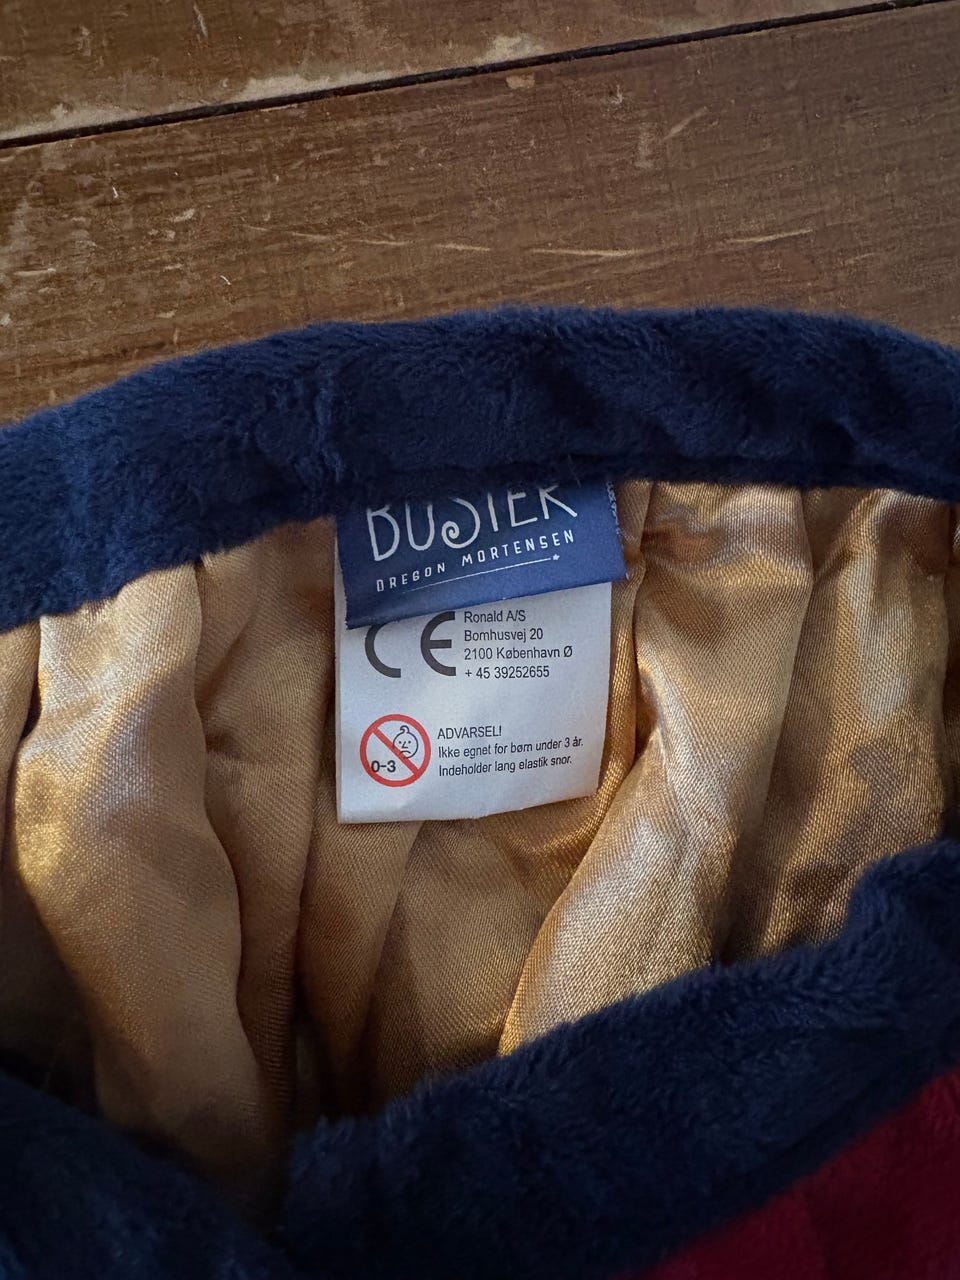 BUSTER
OREGON MORTENSEN
CE
Ronald A/S
Bomhusvej 20
2100 København Ø
+ 45 39252655
0-3
ADVARSEL!
Ikke egnet for børn under 3 år.
Indeholder lang elastik snor.